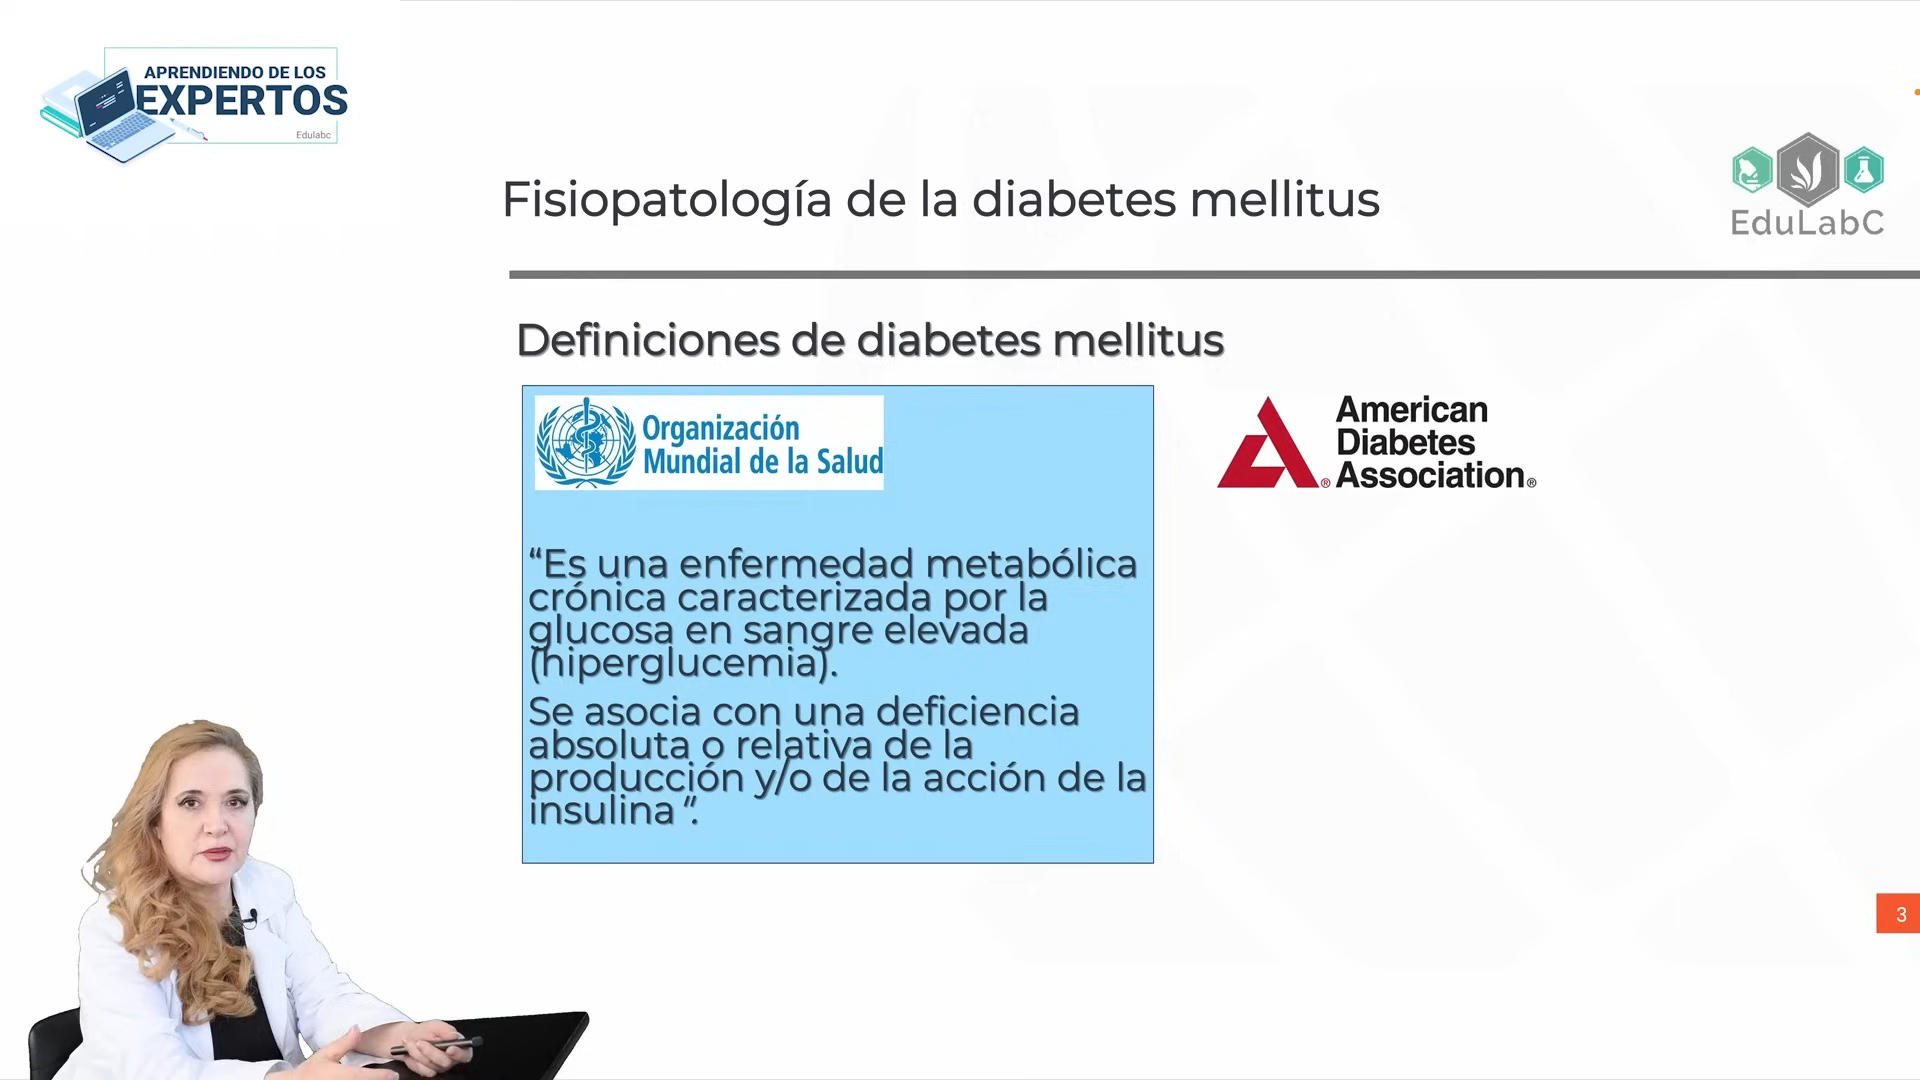 APRENDIENDO DE LOS
EXPERTOS
Edulabc
Fisiopatología de la diabetes mellitus
EduLabC
Definiciones de diabetes mellitus
Organización
Mundial de la Salud
“Es una enfermedad metabólica
crónica caracterizada por la
glucosa en sangre elevada
(hiperglucemia).
Se asocia con una deficiencia
absoluta o relativa de la
producción y/o de la acción de la
insulina”.
American
Diabetes
Association®
3